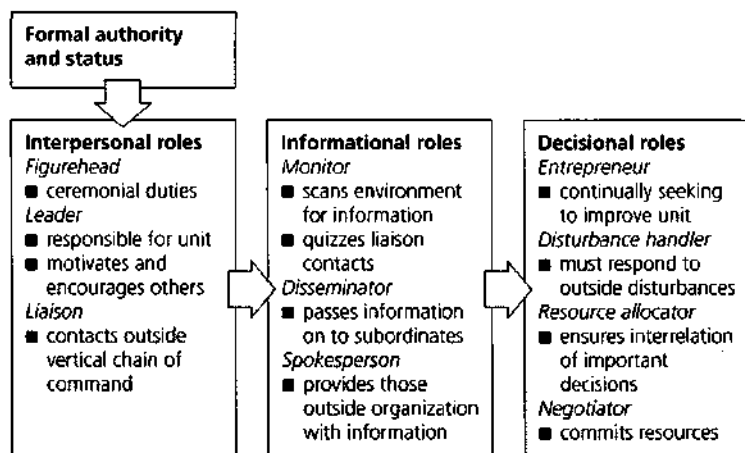 Formal authority
and status
Interpersonal roles
Figurehead
■ ceremonial duties
Leader
■ responsible for unit
■ motivates and
encourages others
Liaison
■ contacts outside
vertical chain of
command
Informational roles
Monitor
■ scans environment
for information
■ quizzes liaison
contacts
Disseminator
■ passes information
on to subordinates
Spokesperson
■ provides those
outside organization
with information
Decisional roles
Entrepreneur
■ continually seeking
to improve unit
Disturbance handler
■ must respond to
outside disturbances
Resource allocator
■ ensures interrelation
of important
decisions
Negotiator
■ commits resources